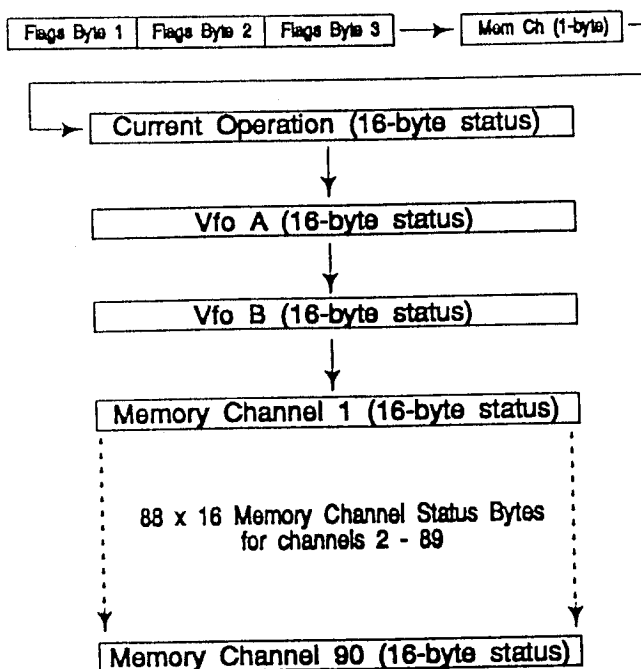 Flags Byte 1 Flags Byte 2 Flags Byte 3 Mem Ch (1-byte)
Current Operation (16-byte status)
Vfo A (16-byte status)
Vfo B (16-byte status)
Memory Channel 1 (16-byte status)
88 x 16 Memory Channel Status Bytes
for channels 2 - 89
Memory Channel 90 (16-byte status)